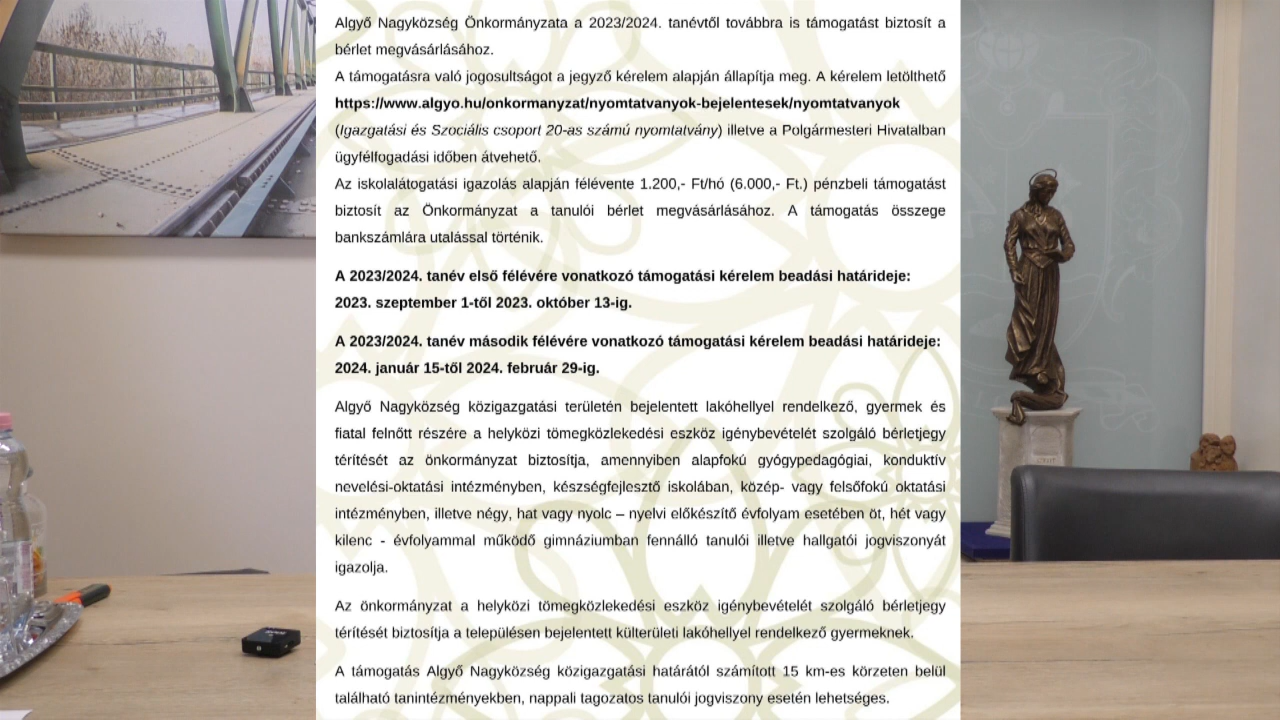 Algyő Nagyközség Önkormányzata a 2023/2024. tanévtől továbbra is támogatást biztosít a
bérlet megvásárlásához.
A támogatásra való jogosultságot a jegyző kérelem alapján állapítja meg. A kérelem letölthető
https://www.algyo.hu/onkormanyzat/nyomtatvanyok-bejelentesek/nyomtatvanyok
(Igazgatási és Szociális csoport 20-as számú nyomtatvány) illetve a Polgármesteri Hivatalban
ügyfélfogadási időben átvehető.
Az iskolalátogatási igazolás alapján félévente 1.200,- Ft/hó (6.000,- Ft.) pénzbeli támogatást
biztosít az Önkormányzat a tanulói bérlet megvásárlásához. A támogatás összege
bankszámlára utalással történik.
A 2023/2024. tanév első félévére vonatkozó támogatási kérelem beadási határideje:
2023. szeptember 1-től 2023. október 13-ig.
A 2023/2024. tanév második félévére vonatkozó támogatási kérelem beadási határideje:
2024. január 15-től 2024. február 29-ig.
Algyő Nagyközség közigazgatási területén bejelentett lakóhellyel rendelkező, gyermek és
fiatal felnőtt részére a helyközi tömegközlekedési eszköz igénybevételét szolgáló bérletjegy
térítését az önkormányzat biztosítja, amennyiben alapfokú gyógypedagógiai, konduktív
nevelési-oktatási intézményben, készségfejlesztő iskolában, közép- vagy felsőfokú oktatási
intézményben, illetve négy, hat vagy nyolc – nyelvi előkészítő évfolyam esetében öt, hét vagy
kilenc - évfolyammal működő gimnáziumban fennálló tanulói illetve hallgatói jogviszonyát
igazolja.
Az önkormányzat a helyközi tömegközlekedési eszköz igénybevételét szolgáló bérletjegy
térítését biztosítja a településen bejelentett külterületi lakóhellyel rendelkező gyermeknek.
A támogatás Algyő Nagyközség közigazgatási határától számított 15 km-es körzeten belül
található tanintézményekben, nappali tagozatos tanulói jogviszony esetén lehetséges.